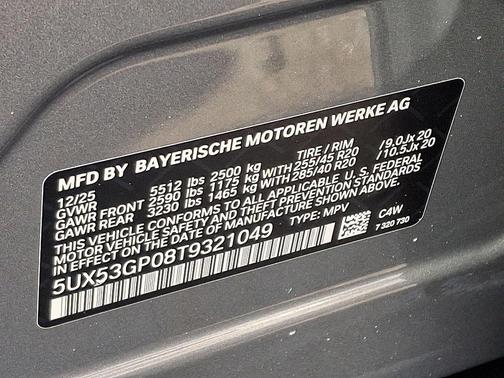 MFD BY BAYERISCHE MOTOREN WERKE AG
12/25 5512 lbs 2500 kg TIRE / RIM
GVWR FRONT 2590 lbs 1175 kg WITH 255/45 R20 /9.0Jx 20
GAWR REAR 3230 lbs 1465 kg WITH 285/40 R20 /10.5Jx 20
THIS VEHICLE CONFORMS TO ALL APPLICABLE U.S. FEDERAL
MOTOR VEHICLE SAFETY AND THEFT PREVENTION STANDARDS
IN EFFECT ON THE DATE OF MANUFACTURE SHOWN ABOVE.
5UX53GP08T9321049 TYPE: MPV C4W
7 320 730